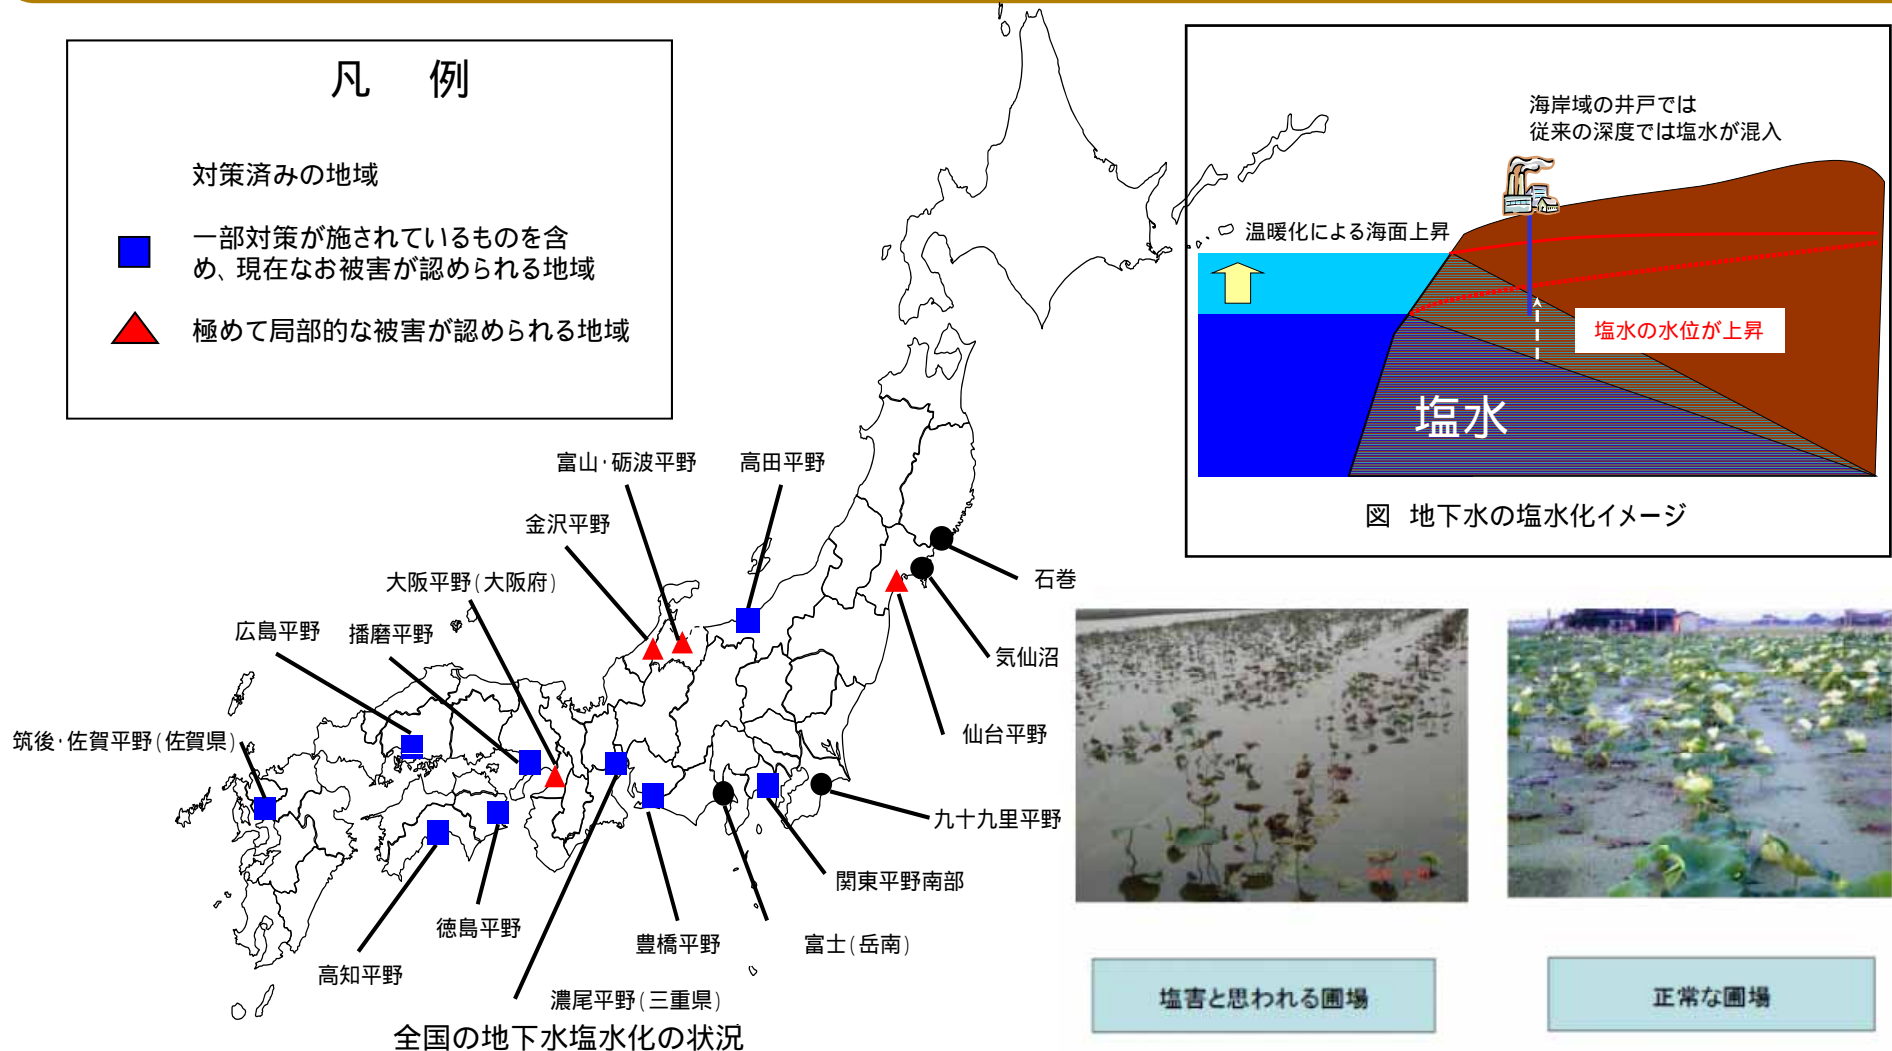 凡 例
対策済みの地域
一部対策が施されているものを含
め、現在なお被害が認められる地域
極めて局部的な被害が認められる地域
海岸域の井戸では
従来の深度では塩水が混入
温暖化による海面上昇
塩水の水位が上昇
塩水
図 地下水の塩水化イメージ
富山・砺波平野
高田平野
金沢平野
大阪平野(大阪府)
広島平野
播磨平野
筑後・佐賀平野(佐賀県)
石巻
気仙沼
仙台平野
九十九里平野
関東平野南部
富士(岳南)
豊橋平野
徳島平野
高知平野
濃尾平野(三重県)
全国の地下水塩水化の状況
塩害と思われる圃場
正常な圃場